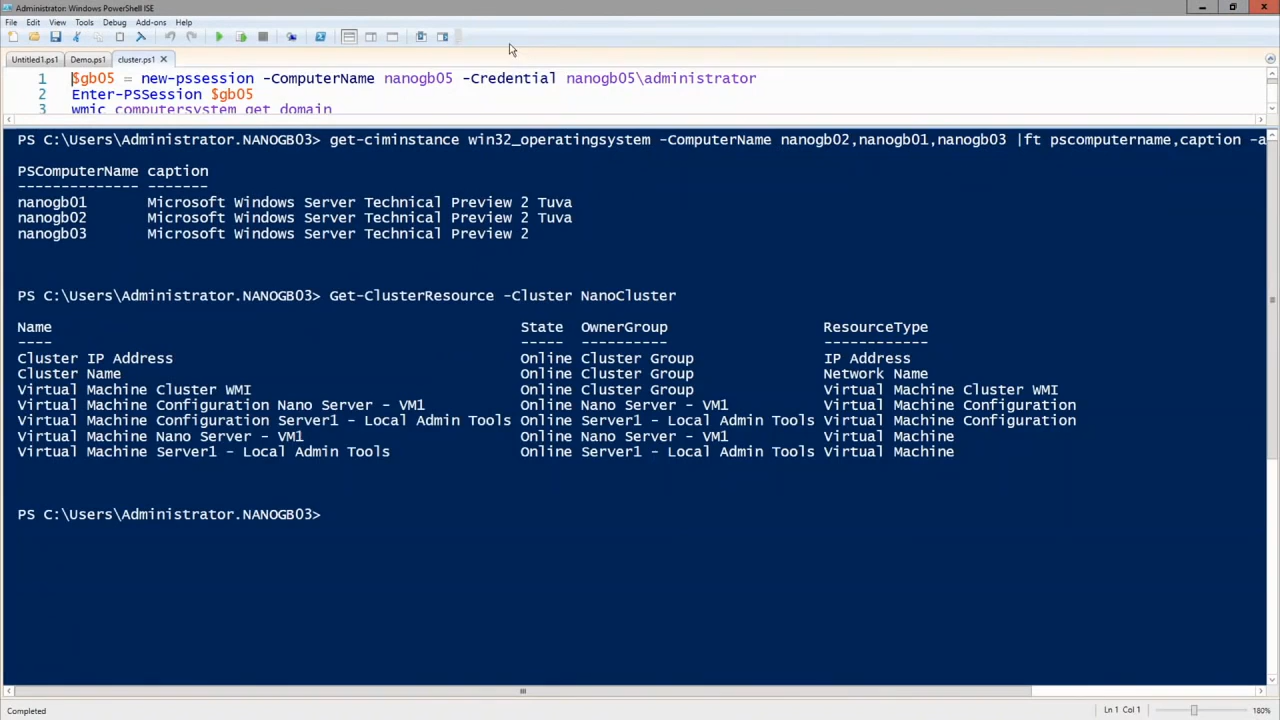 Administrator: Windows PowerShell ISE
File Edit View Tools Debug Add-ons Help
Untitled1.ps1 Demo.ps1 cluster.ps1
1 $gb05 = new-pssession -ComputerName nanogb05 -Credential nanogb05\administrator
2 Enter-PSSession $gb05
3 wmic computersystem get domain
PS C:\Users\Administrator.NANOGB03> get-ciminstance win32_operatingsystem -ComputerName nanogb02,nanogb01,nanogb03 |ft pscomputername,caption -a
PSComputerName caption
-------------- -------
nanogb01 Microsoft Windows Server Technical Preview 2 Tuva
nanogb02 Microsoft Windows Server Technical Preview 2 Tuva
nanogb03 Microsoft Windows Server Technical Preview 2
PS C:\Users\Administrator.NANOGB03> Get-ClusterResource -Cluster NanoCluster
Name State OwnerGroup ResourceType
---- ----- ---------- ------------
Cluster IP Address Online Cluster Group IP Address
Cluster Name Online Cluster Group Network Name
Virtual Machine Cluster WMI Online Cluster Group Virtual Machine Cluster WMI
Virtual Machine Configuration Nano Server - VM1 Online Nano Server - VM1 Virtual Machine Configuration
Virtual Machine Configuration Server1 - Local Admin Tools Online Server1 - Local Admin Tools Virtual Machine Configuration
Virtual Machine Nano Server - VM1 Online Nano Server - VM1 Virtual Machine
Virtual Machine Server1 - Local Admin Tools Online Server1 - Local Admin Tools Virtual Machine
PS C:\Users\Administrator.NANOGB03>
Completed Ln 1 Col 1 180%